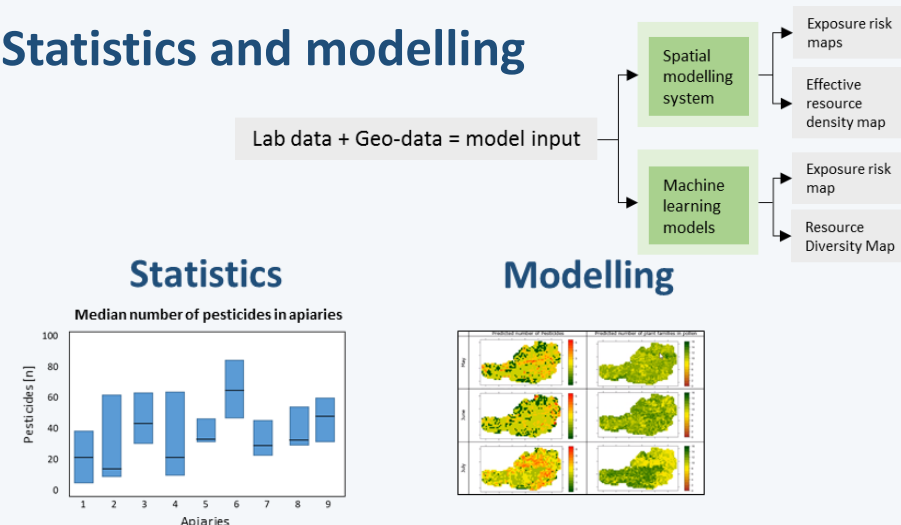 Statistics and modelling
Lab data + Geo-data = model input
Spatial
modelling
system
Exposure risk
maps
Effective
resource
density map
Machine
learning
models
Exposure risk
map
Resource
Diversity Map
Statistics
Median number of pesticides in apiaries
Pesticides [n]
100
80
60
40
20
0
1 2 3 4 5 6 7 8 9
Apiaries
Modelling
Predicted number of Pesticides
Predicted number of plant families in pollen
May
June
July